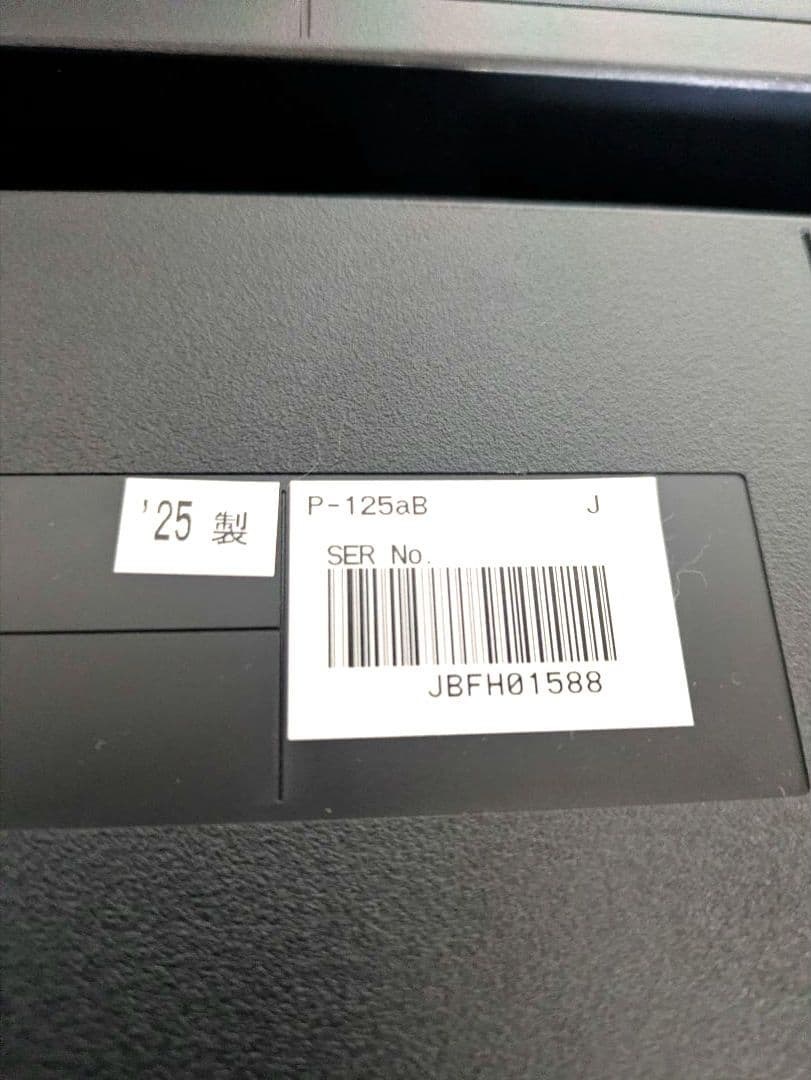 '25 製
P-125aB J
SER No.
JBFH01588